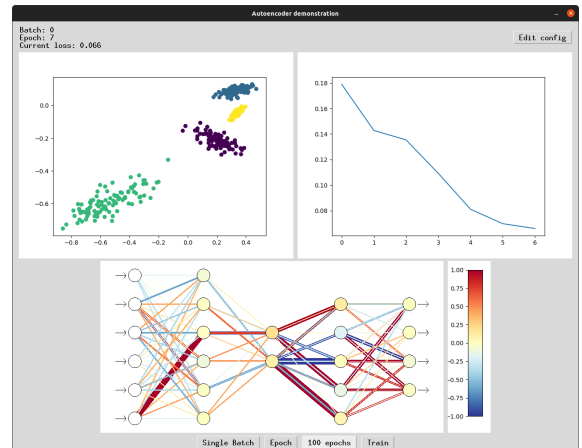 Autoencoder demonstration
Batch: 0
Epoch: 7
Current loss: 0.066
Edit config
0.0
−0.2
−0.4
−0.6
−0.8 −0.6 −0.4 −0.2 0.0 0.2 0.4
0.18
0.16
0.14
0.12
0.10
0.08
0 1 2 3 4 5 6
1.00
0.75
0.50
0.25
0.00
−0.25
−0.50
−0.75
−1.00
Single Batch Epoch 100 epochs Train